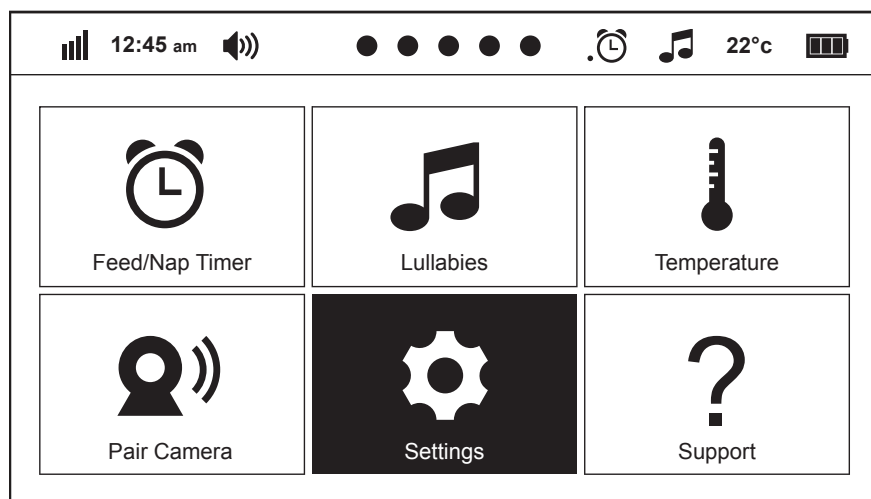 12:45 am 22°c
Feed/Nap Timer Lullabies Temperature
Pair Camera Settings Support